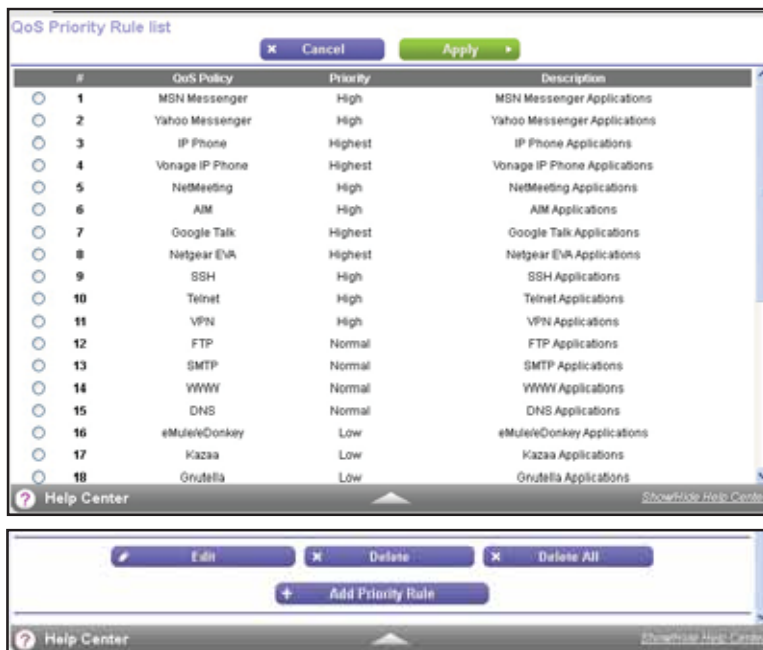 QoS Priority Rule list
Cancel Apply
# QoS Policy Priority Description
1 MSN Messenger High MSN Messenger Applications
2 Yahoo Messenger High Yahoo Messenger Applications
3 IP Phone Highest IP Phone Applications
4 Vonage IP Phone Highest Vonage IP Phone Applications
5 NetMeeting High NetMeeting Applications
6 AIM High AIM Applications
7 Google Talk Highest Google Talk Applications
8 Netgear EVA Highest Netgear EVA Applications
9 SSH High SSH Applications
10 Telnet High Telnet Applications
11 VPN High VPN Applications
12 FTP Normal FTP Applications
13 SMTP Normal SMTP Applications
14 WWW Normal WWW Applications
15 DNS Normal DNS Applications
16 eMule/eDonkey Low eMule/eDonkey Applications
17 Kazaa Low Kazaa Applications
18 Gnutella Low Gnutella Applications
? Help Center Show/Hide Help Center
Edit Delete Delete All
+ Add Priority Rule
? Help Center Show/Hide Help Center